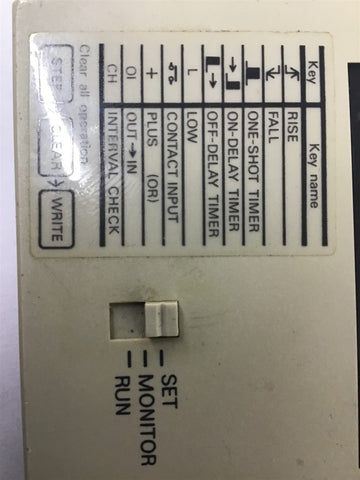 Key Key name
RISE
FALL
ONE-SHOT TIMER
ON-DELAY TIMER
OFF-DELAY TIMER
L LOW
CONTACT INPUT
+ PLUS (OR)
OI OUT→IN
CH INTERVAL CHECK
Clear all operation
STEP CLEAR → WRITE
SET
MONITOR
RUN